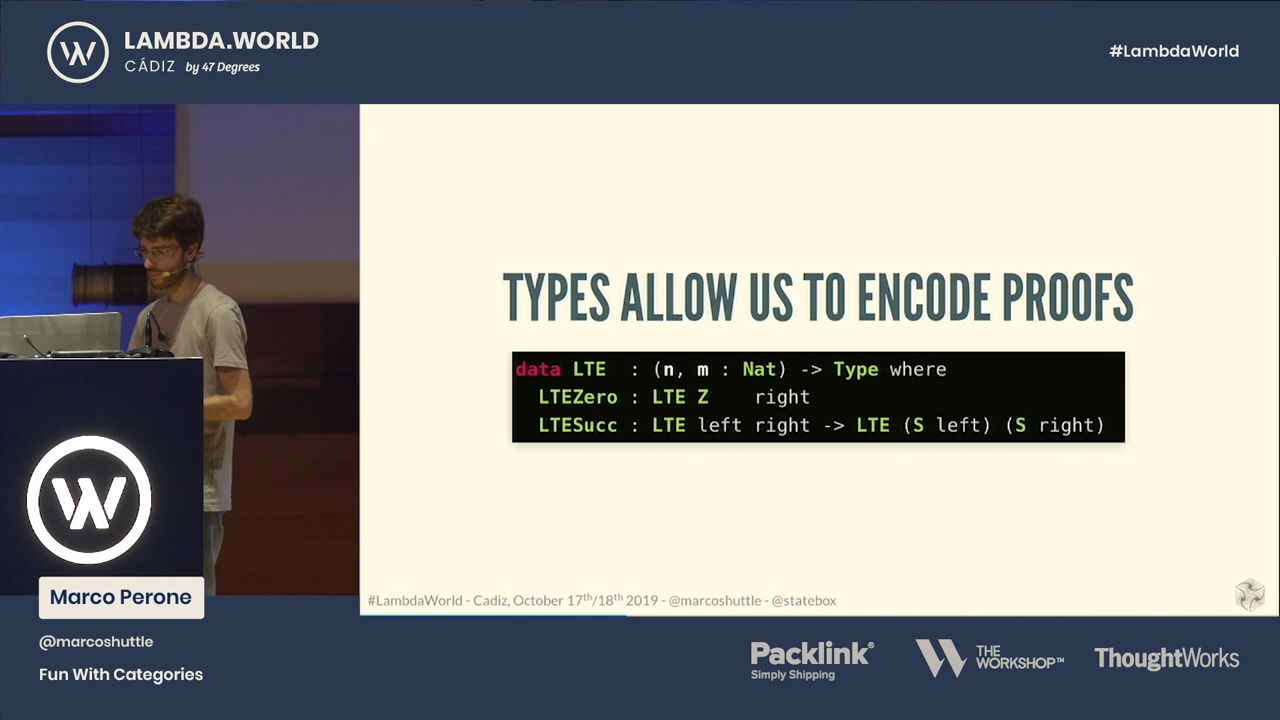 LAMBDA.WORLD
CÁDIZ by 47 Degrees
#LambdaWorld
TYPES ALLOW US TO ENCODE PROOFS
data LTE : (n, m : Nat) -> Type where
LTEZero : LTE Z right
LTESucc : LTE left right -> LTE (S left) (S right)
#LambdaWorld - Cadiz, October 17th/18th 2019 - @marcoshuttle - @statebox
Marco Perone
@marcoshuttle
Fun With Categories
Packlink®
Simply Shipping
THE
WORKSHOP™
ThoughtWorks